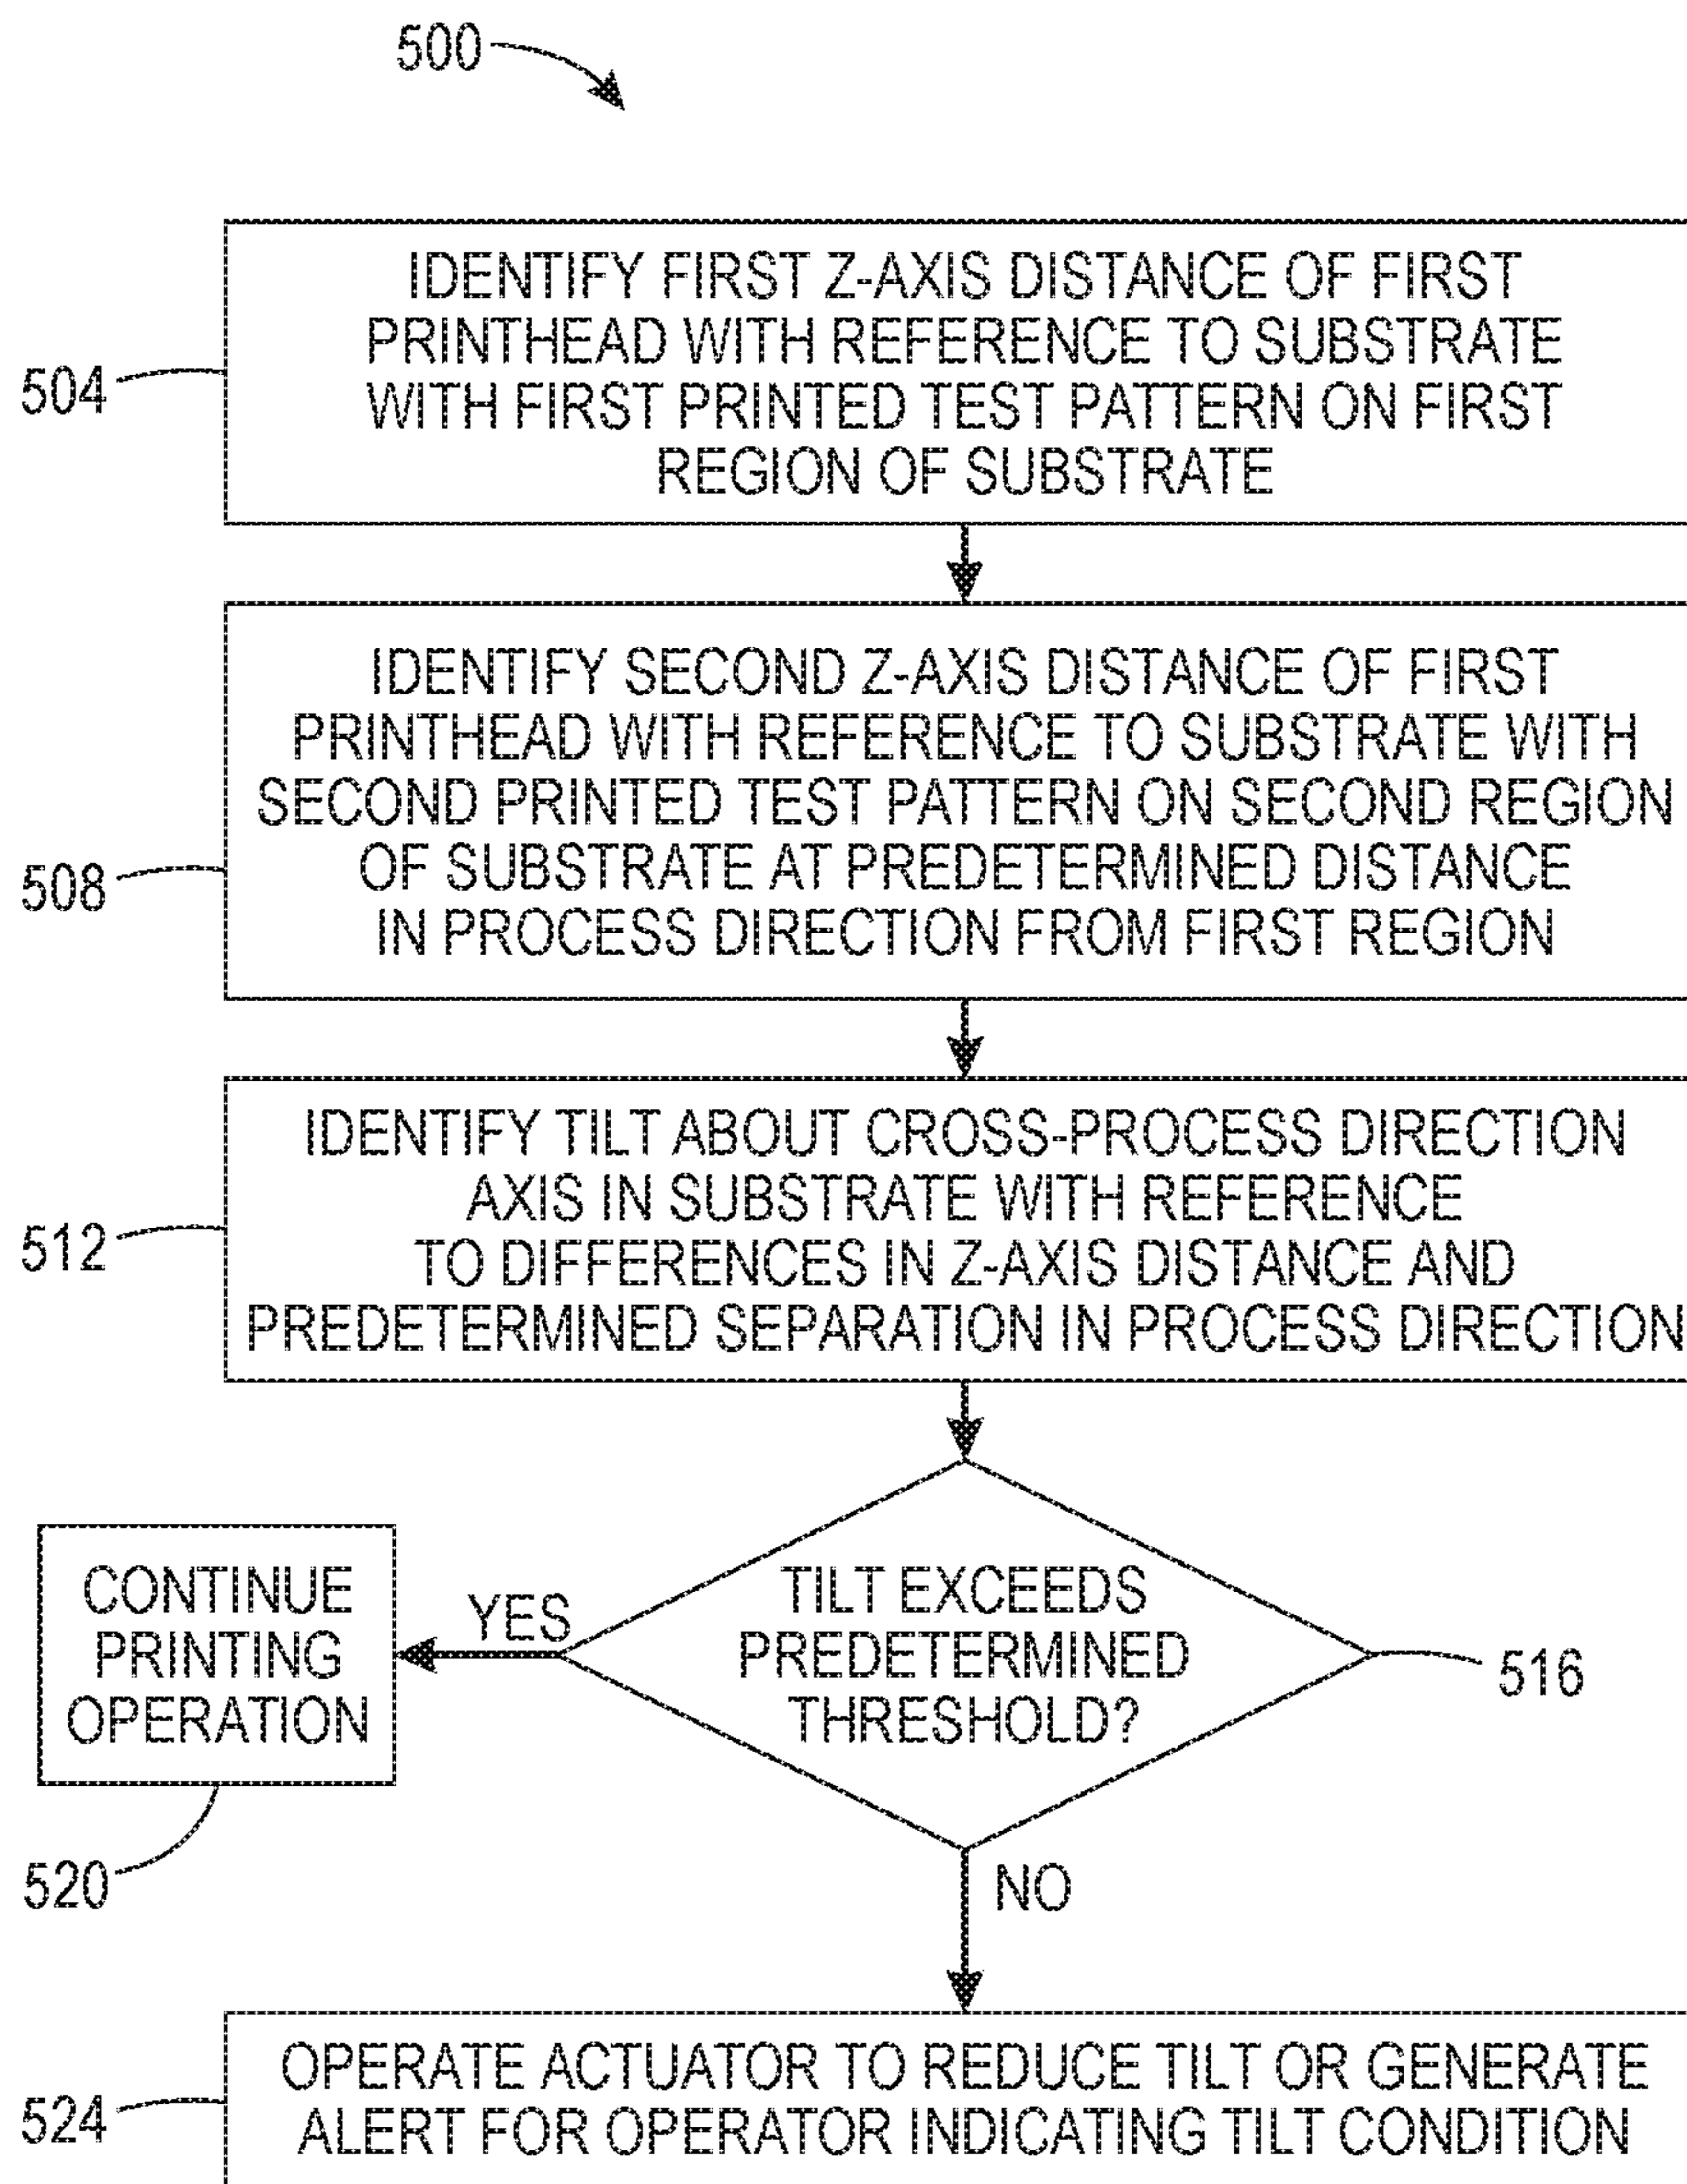 500
IDENTIFY FIRST Z-AXIS DISTANCE OF FIRST
PRINTHEAD WITH REFERENCE TO SUBSTRATE
WITH FIRST PRINTED TEST PATTERN ON FIRST
REGION OF SUBSTRATE
504
IDENTIFY SECOND Z-AXIS DISTANCE OF FIRST
PRINTHEAD WITH REFERENCE TO SUBSTRATE WITH
SECOND PRINTED TEST PATTERN ON SECOND REGION
OF SUBSTRATE AT PREDETERMINED DISTANCE
IN PROCESS DIRECTION FROM FIRST REGION
508
IDENTIFY TILT ABOUT CROSS-PROCESS DIRECTION
AXIS IN SUBSTRATE WITH REFERENCE
TO DIFFERENCES IN Z-AXIS DISTANCE AND
PREDETERMINED SEPARATION IN PROCESS DIRECTION
512
TILT EXCEEDS
PREDETERMINED
THRESHOLD?
516
YES
CONTINUE
PRINTING
OPERATION
520
NO
OPERATE ACTUATOR TO REDUCE TILT OR GENERATE
ALERT FOR OPERATOR INDICATING TILT CONDITION
524